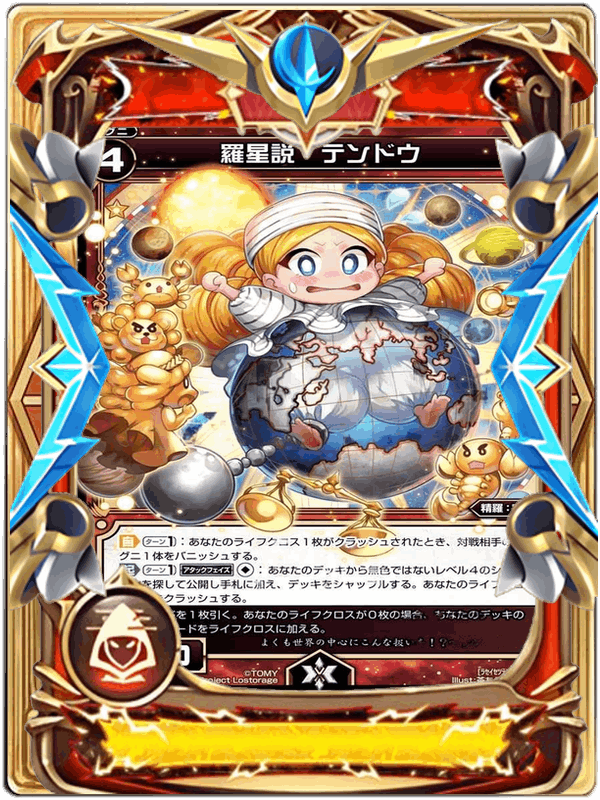 グニ
4
羅星説 テンドウ
精羅:
自 ターン1:あなたのライフクロス1枚がクラッシュされたとき、対戦相手の
グニ1体をバニッシュする。
ターン1 アタックフェイズ ◆:あなたのデッキから無色ではないレベル4のシ
を探して公開し手札に加え、デッキをシャッフルする。あなたのライフ
クラッシュする。
を1枚引く。あなたのライフクロスが0枚の場合、あなたのデッキの
ードをライフクロスに加える。
よくも世界の中心にこんな扱い
0
©TOMY
roject Lostorage
Illust: